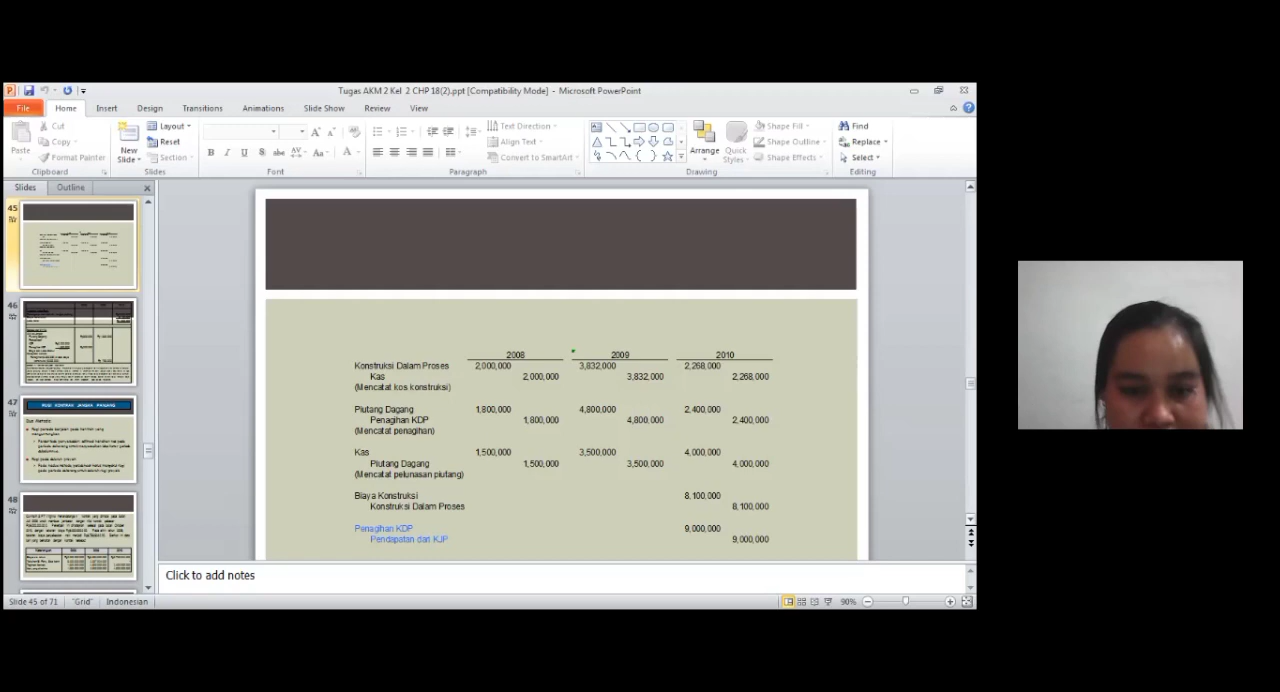 Tugas AKM 2 Kel 2 CHP 18(2).ppt [Compatibility Mode] - Microsoft PowerPoint
File Home Insert Design Transitions Animations Slide Show Review View
Paste Cut Copy Format Painter
Clipboard
New Slide Layout Reset Section
Slides
Font
Text Direction
Align Text
Convert to SmartArt
Paragraph
Arrange Quick Styles Shape Fill Shape Outline Shape Effects
Drawing
Find
Replace
Select
Editing
Slides Outline
45
46
47
48
2008 2009 2010
Konstruksi Dalam Proses 2,000,000 3,832,000 2,268,000
Kas 2,000,000 3,832,000 2,268,000
(Mencatat kos konstruksi)
Piutang Dagang 1,800,000 4,800,000 2,400,000
Penagihan KDP 1,800,000 4,800,000 2,400,000
(Mencatat penagihan)
Kas 1,500,000 3,500,000 4,000,000
Piutang Dagang 1,500,000 3,500,000 4,000,000
(Mencatat pelunasan piutang)
Biaya Konstruksi 8,100,000
Konstruksi Dalam Proses 8,100,000
Penagihan KDP 9,000,000
Pendapatan dari KJP 9,000,000
Click to add notes
Slide 45 of 71 "Grid" Indonesian 90%